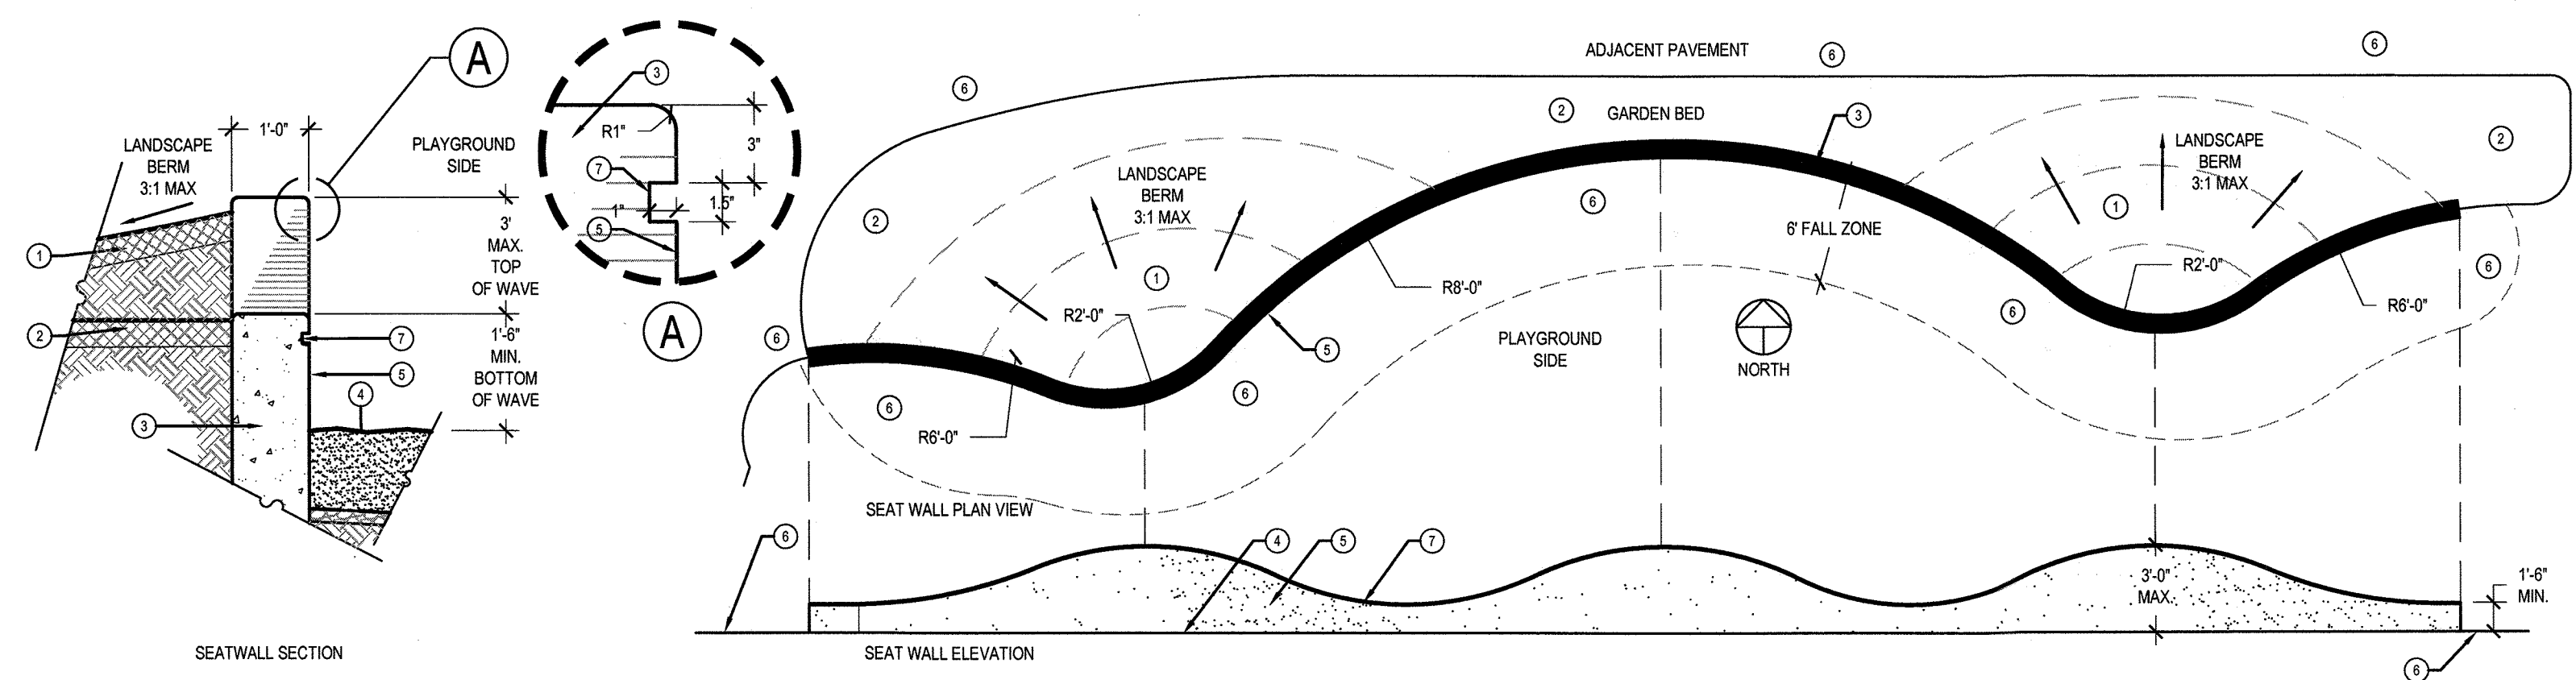 A
1'-0"
LANDSCAPE
BERM
3:1 MAX
PLAYGROUND
SIDE
1
2
3
3'
MAX.
TOP
OF WAVE
1'-6"
MIN.
BOTTOM
OF WAVE
7
5
4
SEATWALL SECTION
3
R1"
3"
7
1"
1.5"
5
A
ADJACENT PAVEMENT
6
6
6
2
GARDEN BED
3
2
LANDSCAPE
BERM
3:1 MAX
1
2
LANDSCAPE
BERM
3:1 MAX
1
6
6' FALL ZONE
R2'-0"
R8'-0"
R2'-0"
R6'-0"
6
6
6
5
PLAYGROUND
SIDE
NORTH
6
6
R6'-0"
SEAT WALL PLAN VIEW
6
4
5
7
3'-0"
MAX.
1'-6"
MIN.
SEAT WALL ELEVATION
6